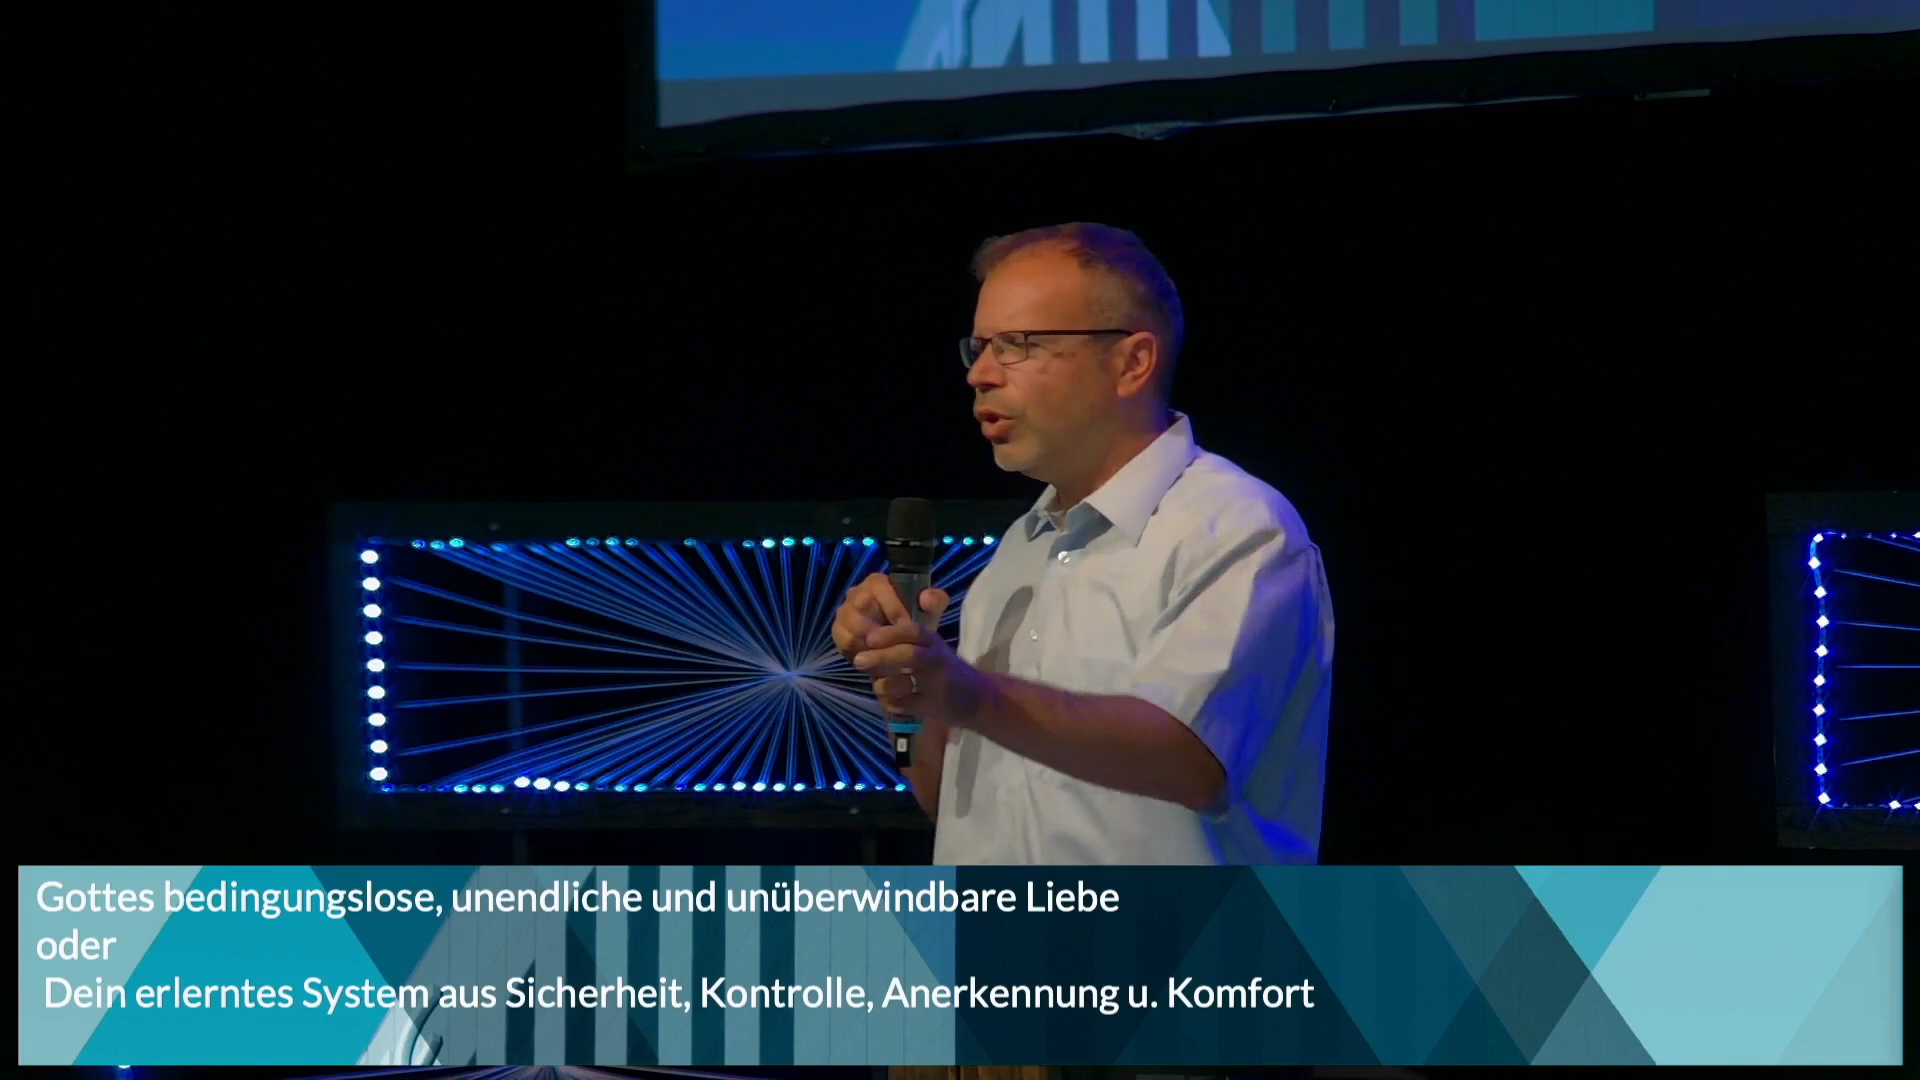 Gottes bedingungslose, unendliche und unüberwindbare Liebe
oder
Dein erlerntes System aus Sicherheit, Kontrolle, Anerkennung u. Komfort